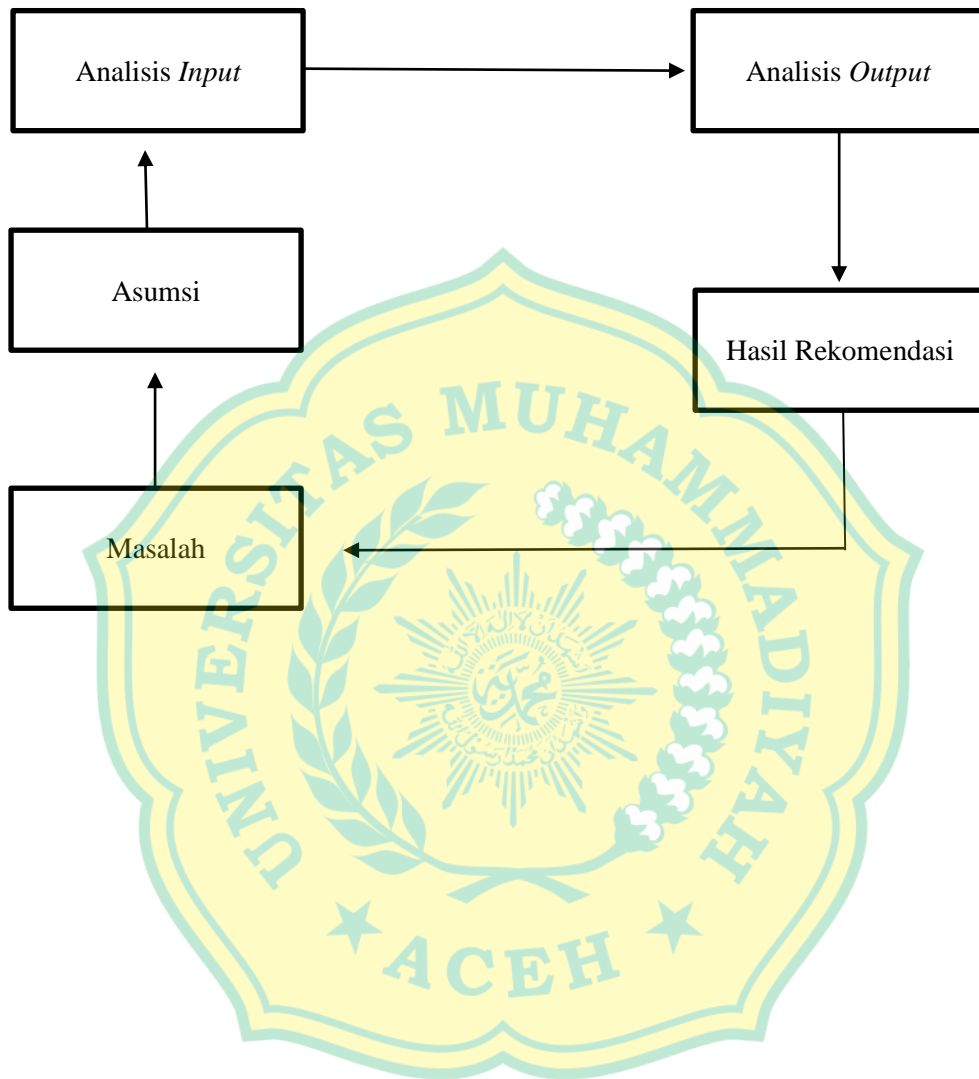 Analisis Input
Analisis Output
Asumsi
Hasil Rekomendasi
Masalah
UNIVERSITAS MUHAMMADIYAH
ACEH